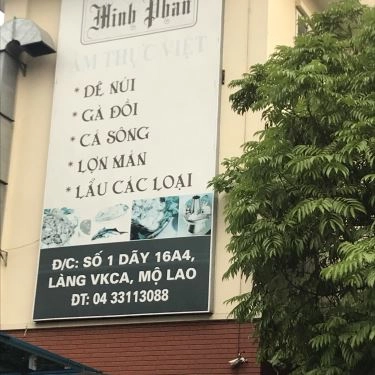 Minh Phan
ẨM THỰC VIỆT
* DÊ NÚI
* GÀ ĐỒI
* CÁ SÔNG
* LỢN MÁN
* LẨU CÁC LOẠI
Đ/C: SỐ 1 DÃY 16A4,
LÀNG VKCA, MỘ LAO
ĐT: 04 33113088